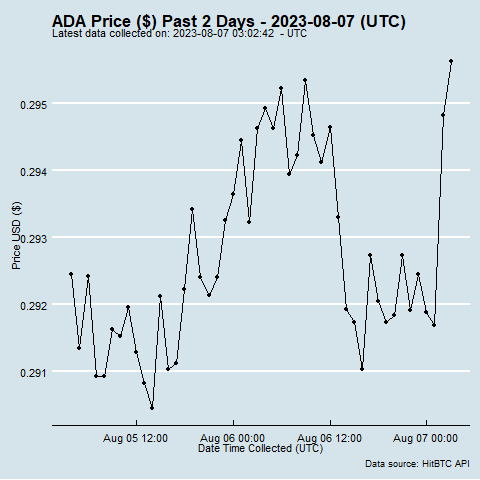 ADA Price ($) Past 2 Days - 2023-08-07 (UTC)
Latest data collected on: 2023-08-07 03:02:42 - UTC
0.295
0.294
0.293
0.292
0.291
Price USD ($)
Aug 05 12:00 Aug 06 00:00 Aug 06 12:00 Aug 07 00:00
Date Time Collected (UTC)
Data source: HitBTC API